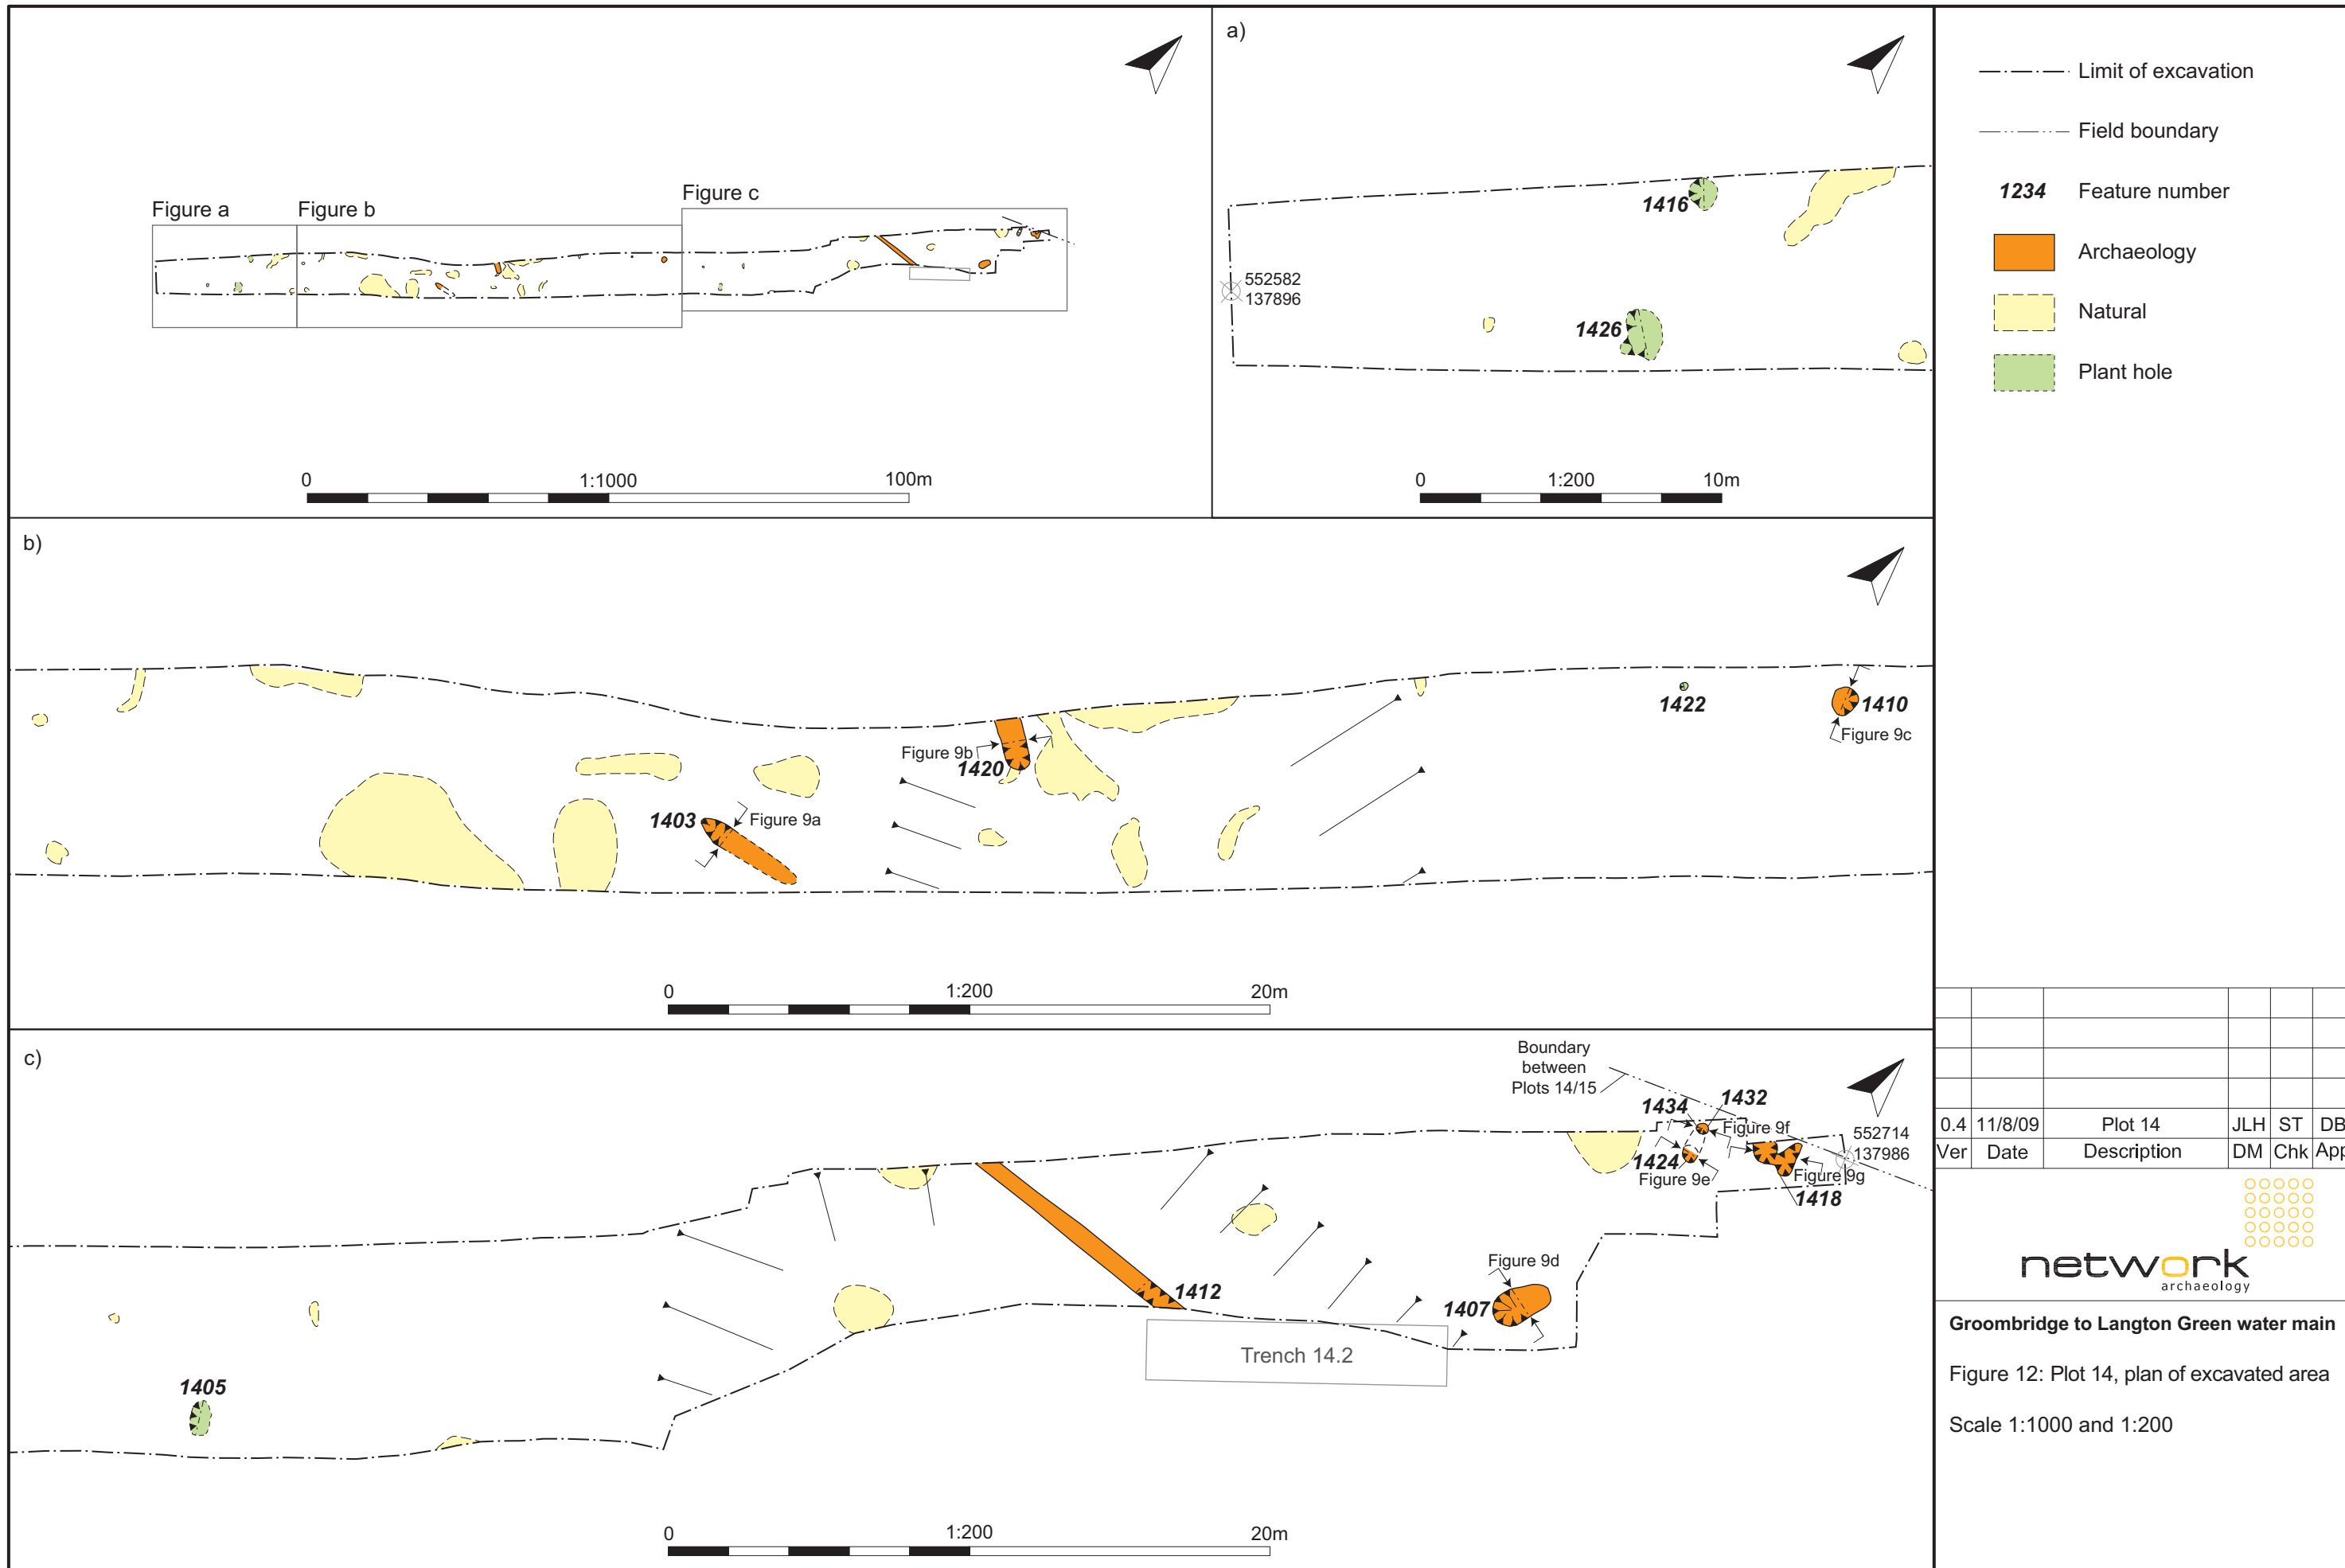 Figure a
Figure b
Figure c
0
1:1000
100m
a)
1416
552582
137896
1426
0
1:200
10m
b)
1403
Figure 9a
Figure 9b
1420
1422
1410
Figure 9c
0
1:200
20m
c)
Boundary
between
Plots 14/15
1434
1432
Figure 9f
552714
137986
1424
Figure 9e
Figure 9g
1418
1412
Figure 9d
1407
Trench 14.2
1405
0
1:200
20m
Limit of excavation
Field boundary
1234 Feature number
Archaeology
Natural
Plant hole
0.4 11/8/09 Plot 14 JLH ST DB
Ver Date Description DM Chk App
network
archaeology
Groombridge to Langton Green water main
Figure 12: Plot 14, plan of excavated area
Scale 1:1000 and 1:200